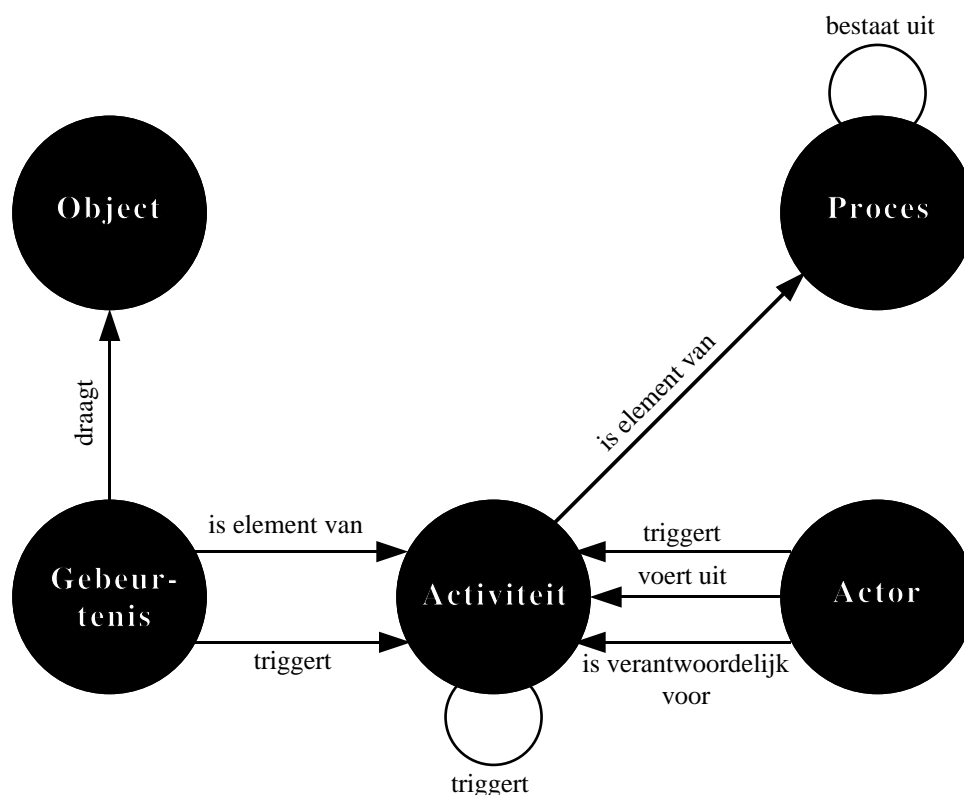 bestaat uit
Object
Proces
draagt
is element van
is element van
triggert
Gebeur-
tenis
Activiteit
voert uit
Actor
triggert
is verantwoordelijk
voor
triggert